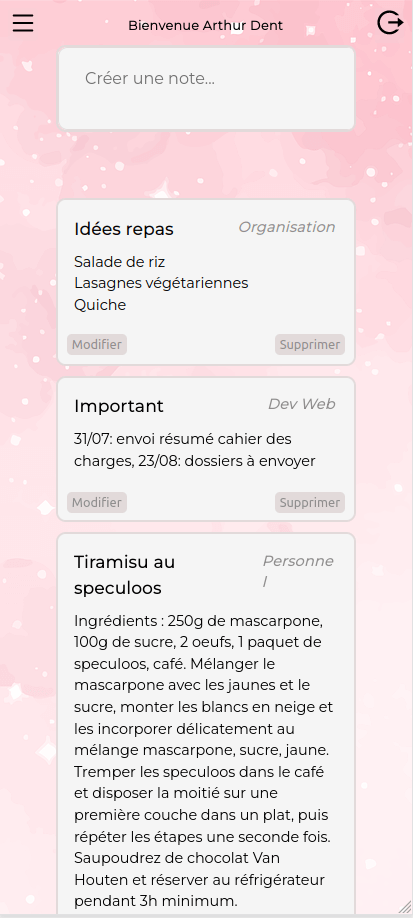 Bienvenue Arthur Dent
Créer une note...
Idées repas
Organisation
Salade de riz
Lasagnes végétariennes
Quiche
Modifier
Supprimer
Important
Dev Web
31/07: envoi résumé cahier des
charges, 23/08: dossiers à envoyer
Modifier
Supprimer
Tiramisu au
speculoos
Personne
l
Ingrédients : 250g de mascarpone,
100g de sucre, 2 oeufs, 1 paquet de
speculoos, café. Mélanger le
mascarpone avec les jaunes et le
sucre, monter les blancs en neige et
les incorporer délicatement au
mélange mascarpone, sucre, jaune.
Tremper les speculoos dans le café
et disposer la moitié sur une
première couche dans un plat, puis
répéter les étapes une seconde fois.
Saupoudrez de chocolat Van
Houten et réserver au réfrigérateur
pendant 3h minimum.